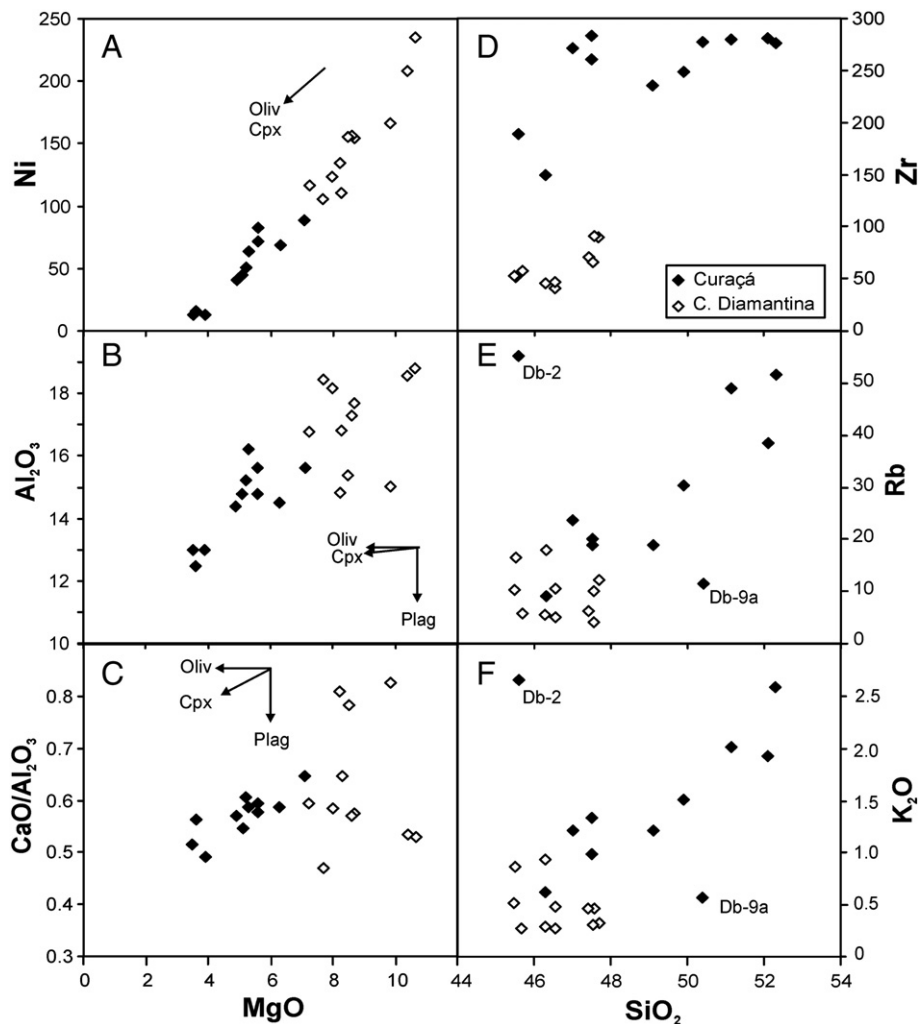 A
250
200
150
100
50
0
Ni
Oliv
Cpx
D
300
250
200
150
100
50
0
Zr
Curaçá
C. Diamantina
B
18
16
14
12
10
Al₂O₃
Oliv
Cpx
Plag
E
Db-2
Db-9a
50
40
30
20
10
0
Rb
C
0.8
0.7
0.6
0.5
0.4
0.3
CaO/Al₂O₃
Oliv
Cpx
Plag
0 2 4 6 8 10
MgO
F
Db-2
Db-9a
2.5
2.0
1.5
1.0
0.5
0
K₂O
44 46 48 50 52 54
SiO₂